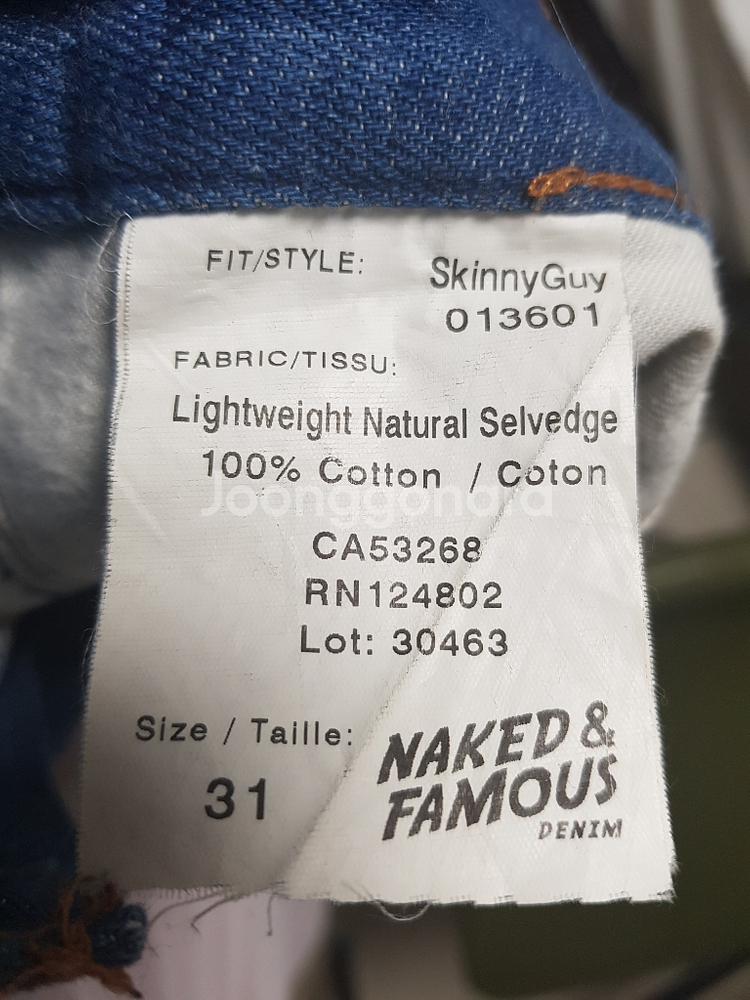 FIT/STYLE: SkinnyGuy
013601
FABRIC/TISSU:
Lightweight Natural Selvedge
100% Cotton / Coton
Joonggonara
CA53268
RN124802
Lot: 30463
Size / Taille:
31
NAKED &
FAMOUS
DENIM